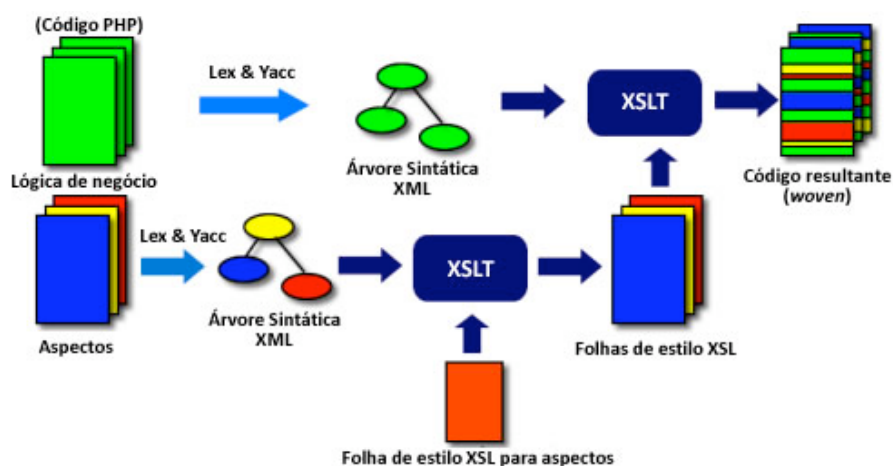 (Código PHP)
Lex & Yacc
XSLT
Árvore Sintática
XML
Lógica de negócio
Código resultante
(woven)
Lex & Yacc
XSLT
Árvore Sintática
XML
Aspectos
Folhas de estilo XSL
Folha de estilo XSL para aspectos